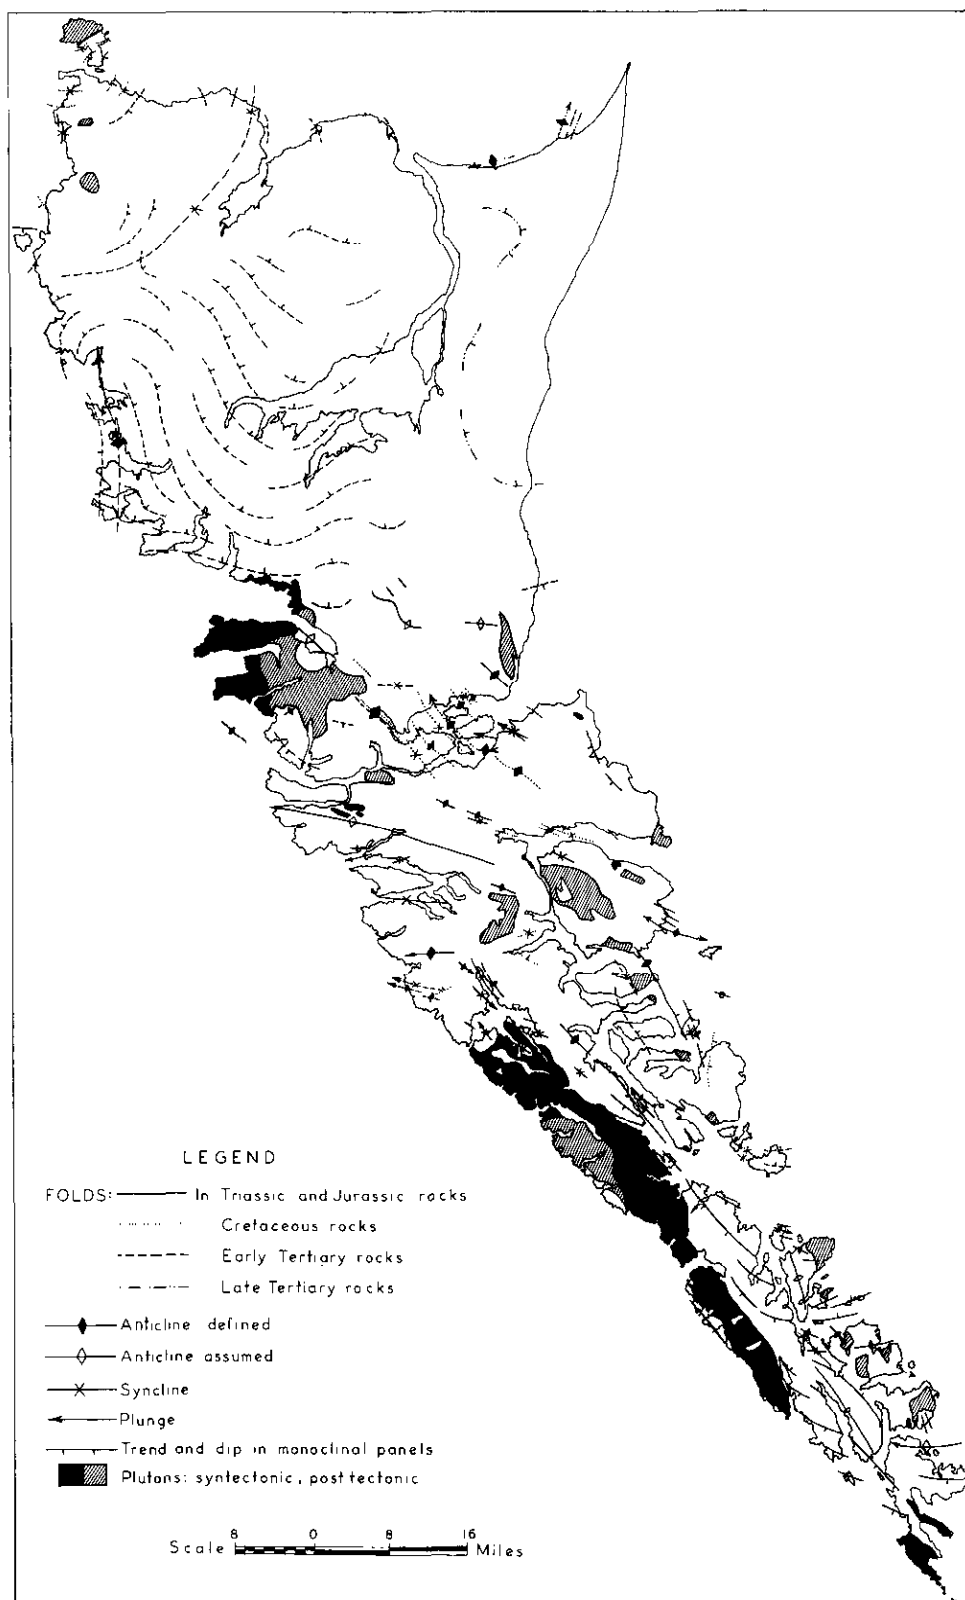 LEGEND
FOLDS: In Triassic and Jurassic rocks
Cretaceous rocks
Early Tertiary rocks
Late Tertiary rocks
Anticline defined
Anticline assumed
Syncline
Plunge
Trend and dip in monoclinal panels
Plutons: syntectonic, post tectonic
8 0 8 16
Scale Miles